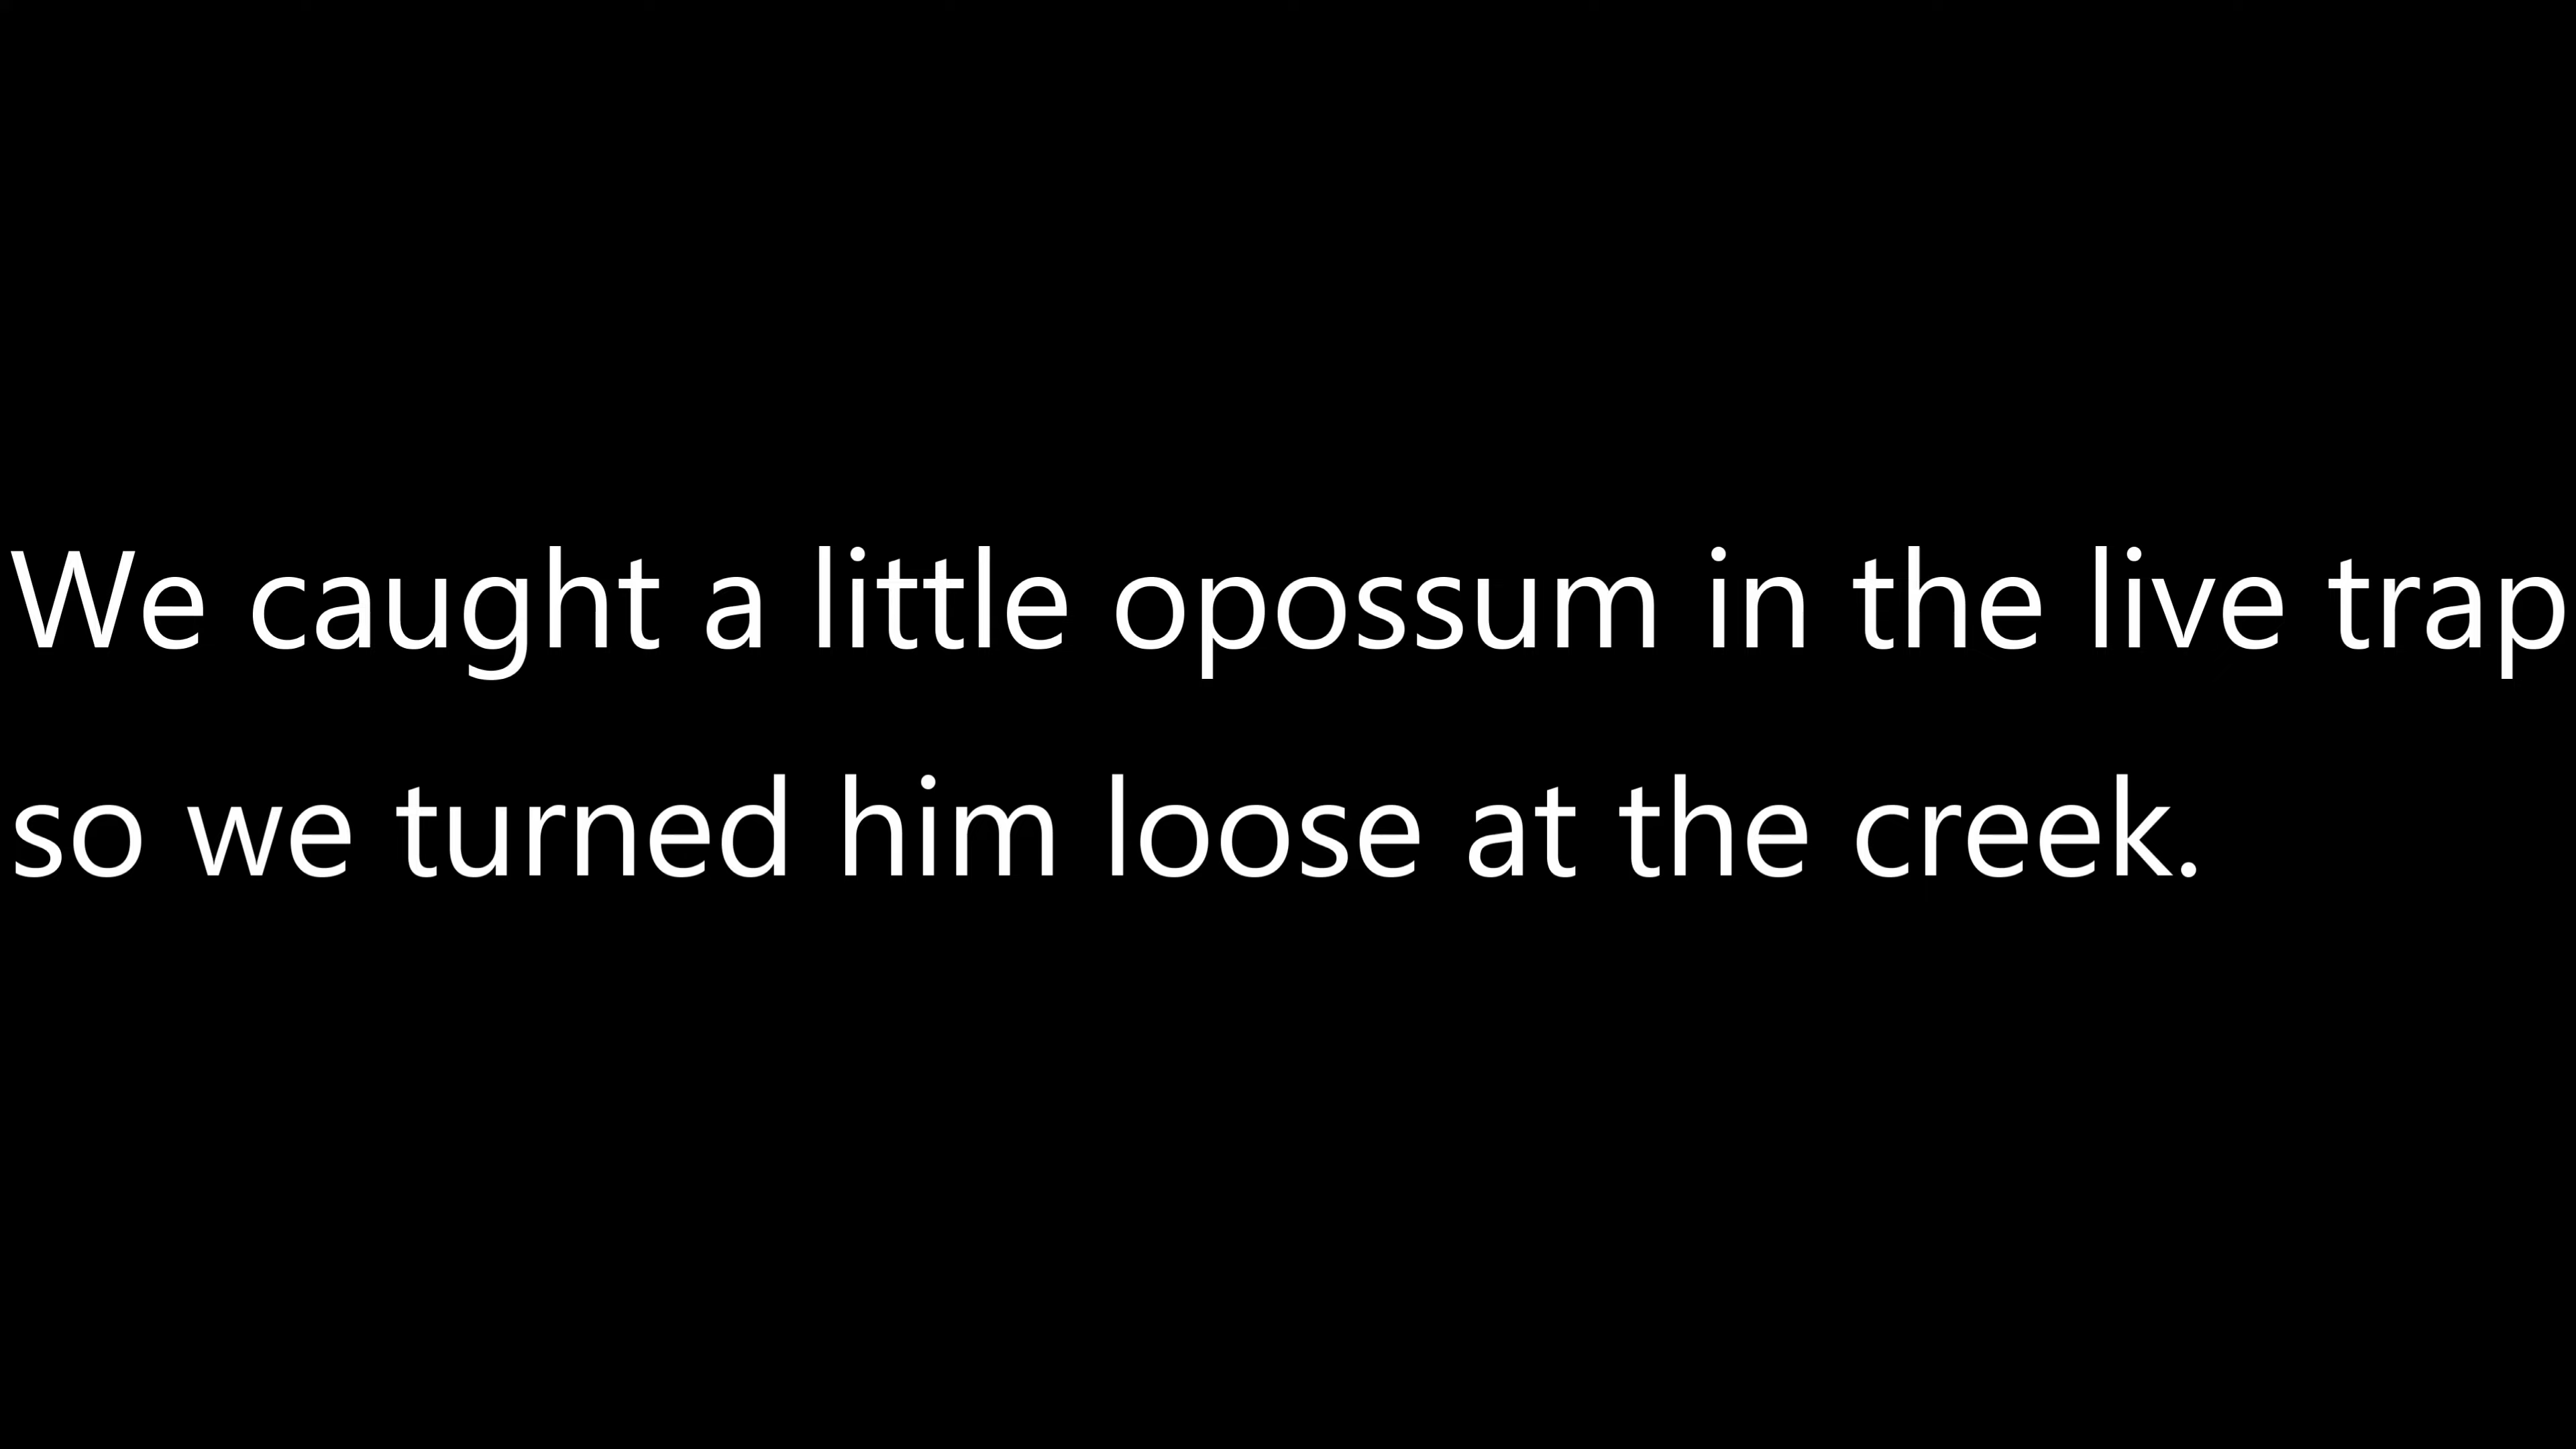 We caught a little opossum in the live trap
so we turned him loose at the creek.